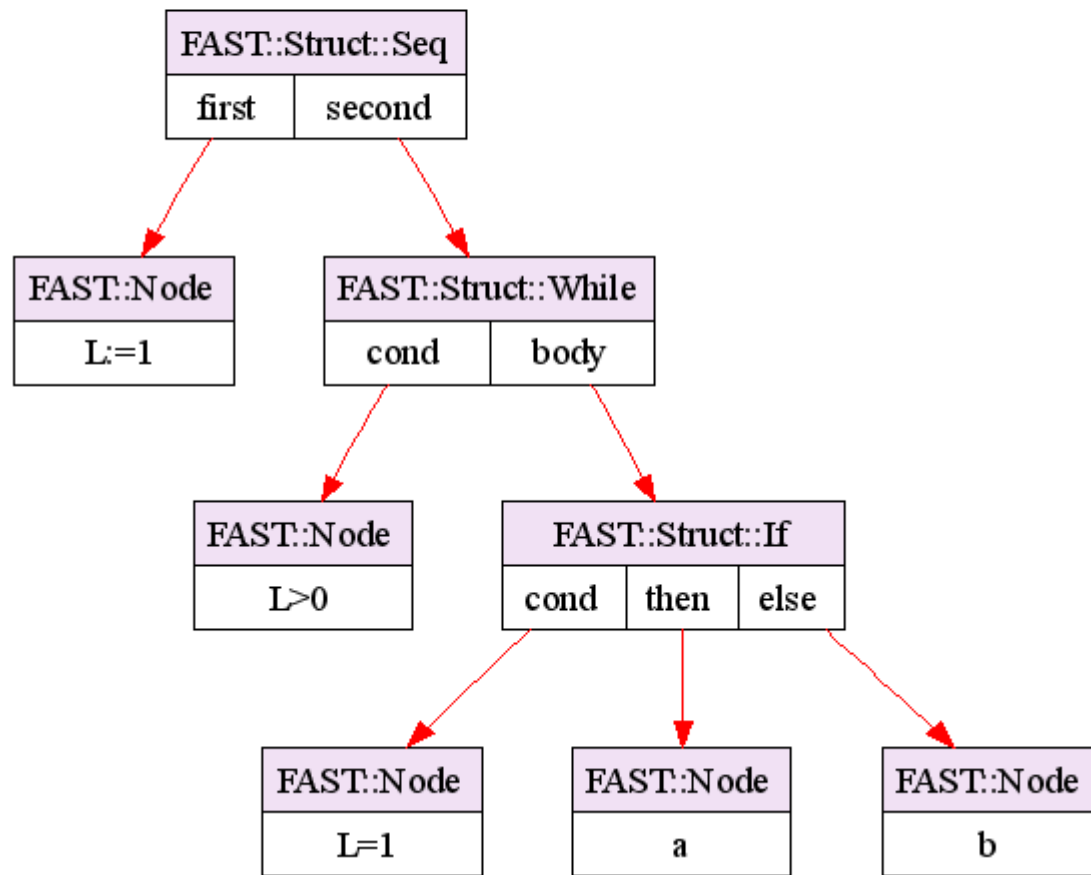 FAST::Struct::Seq
first second
FAST::Node FAST::Struct::While
L:=1 cond body
FAST::Node FAST::Struct::If
L>0 cond then else
FAST::Node FAST::Node FAST::Node
L=1 a b